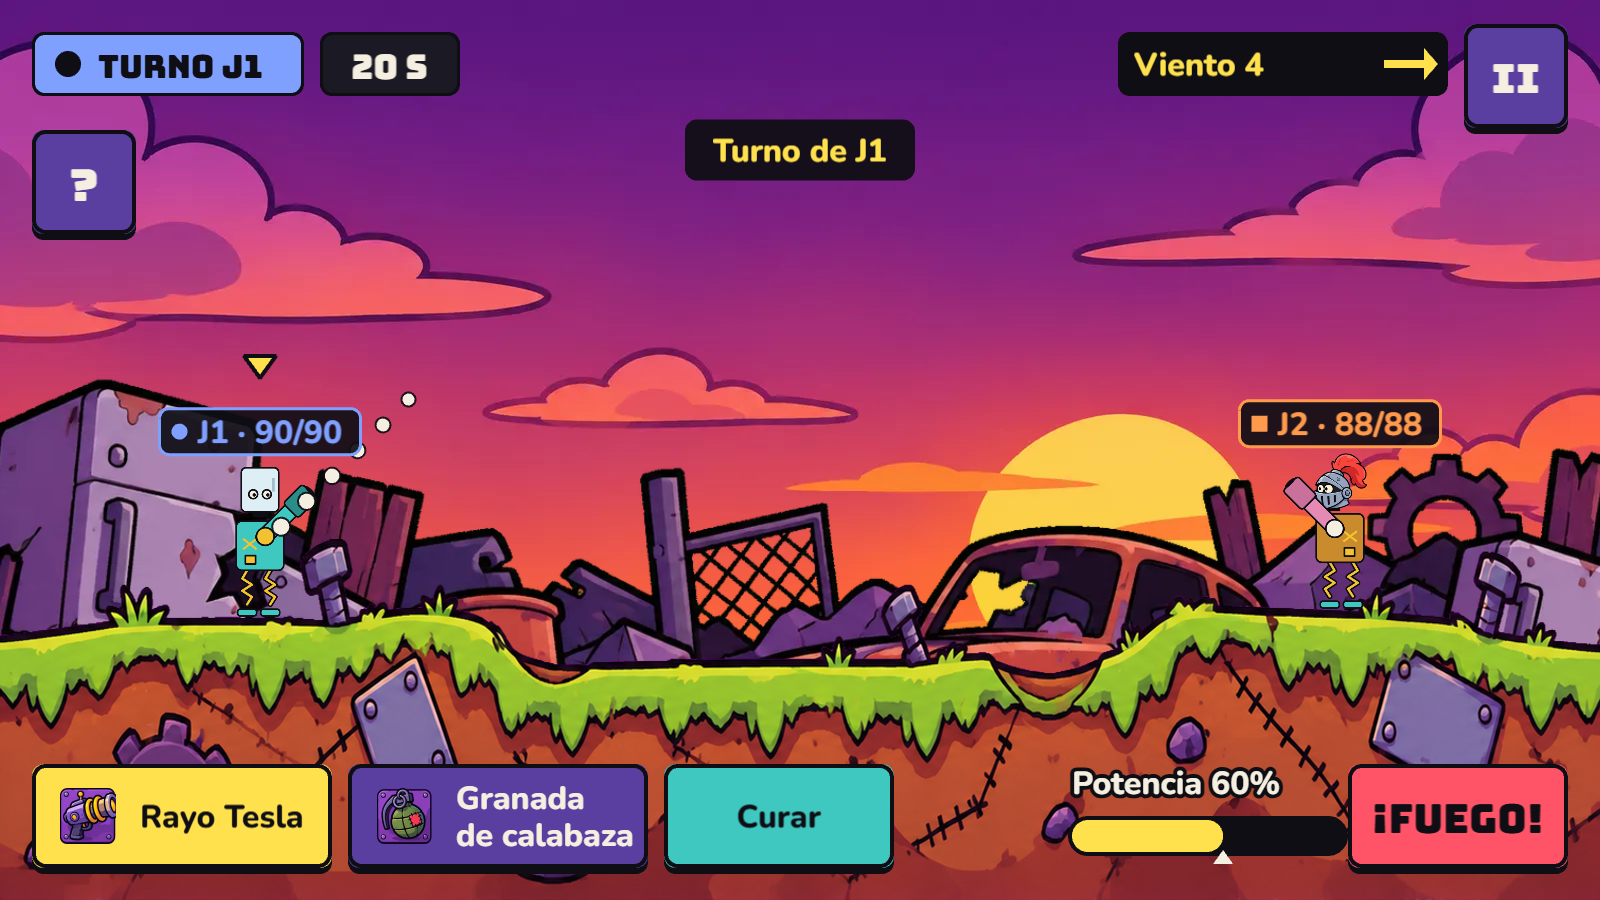 TURNO J1
20 S
Viento 4
II
?
Turno de J1
J1 · 90/90
J2 · 88/88
Rayo Tesla
Granada
de calabaza
Curar
Potencia 60%
¡FUEGO!